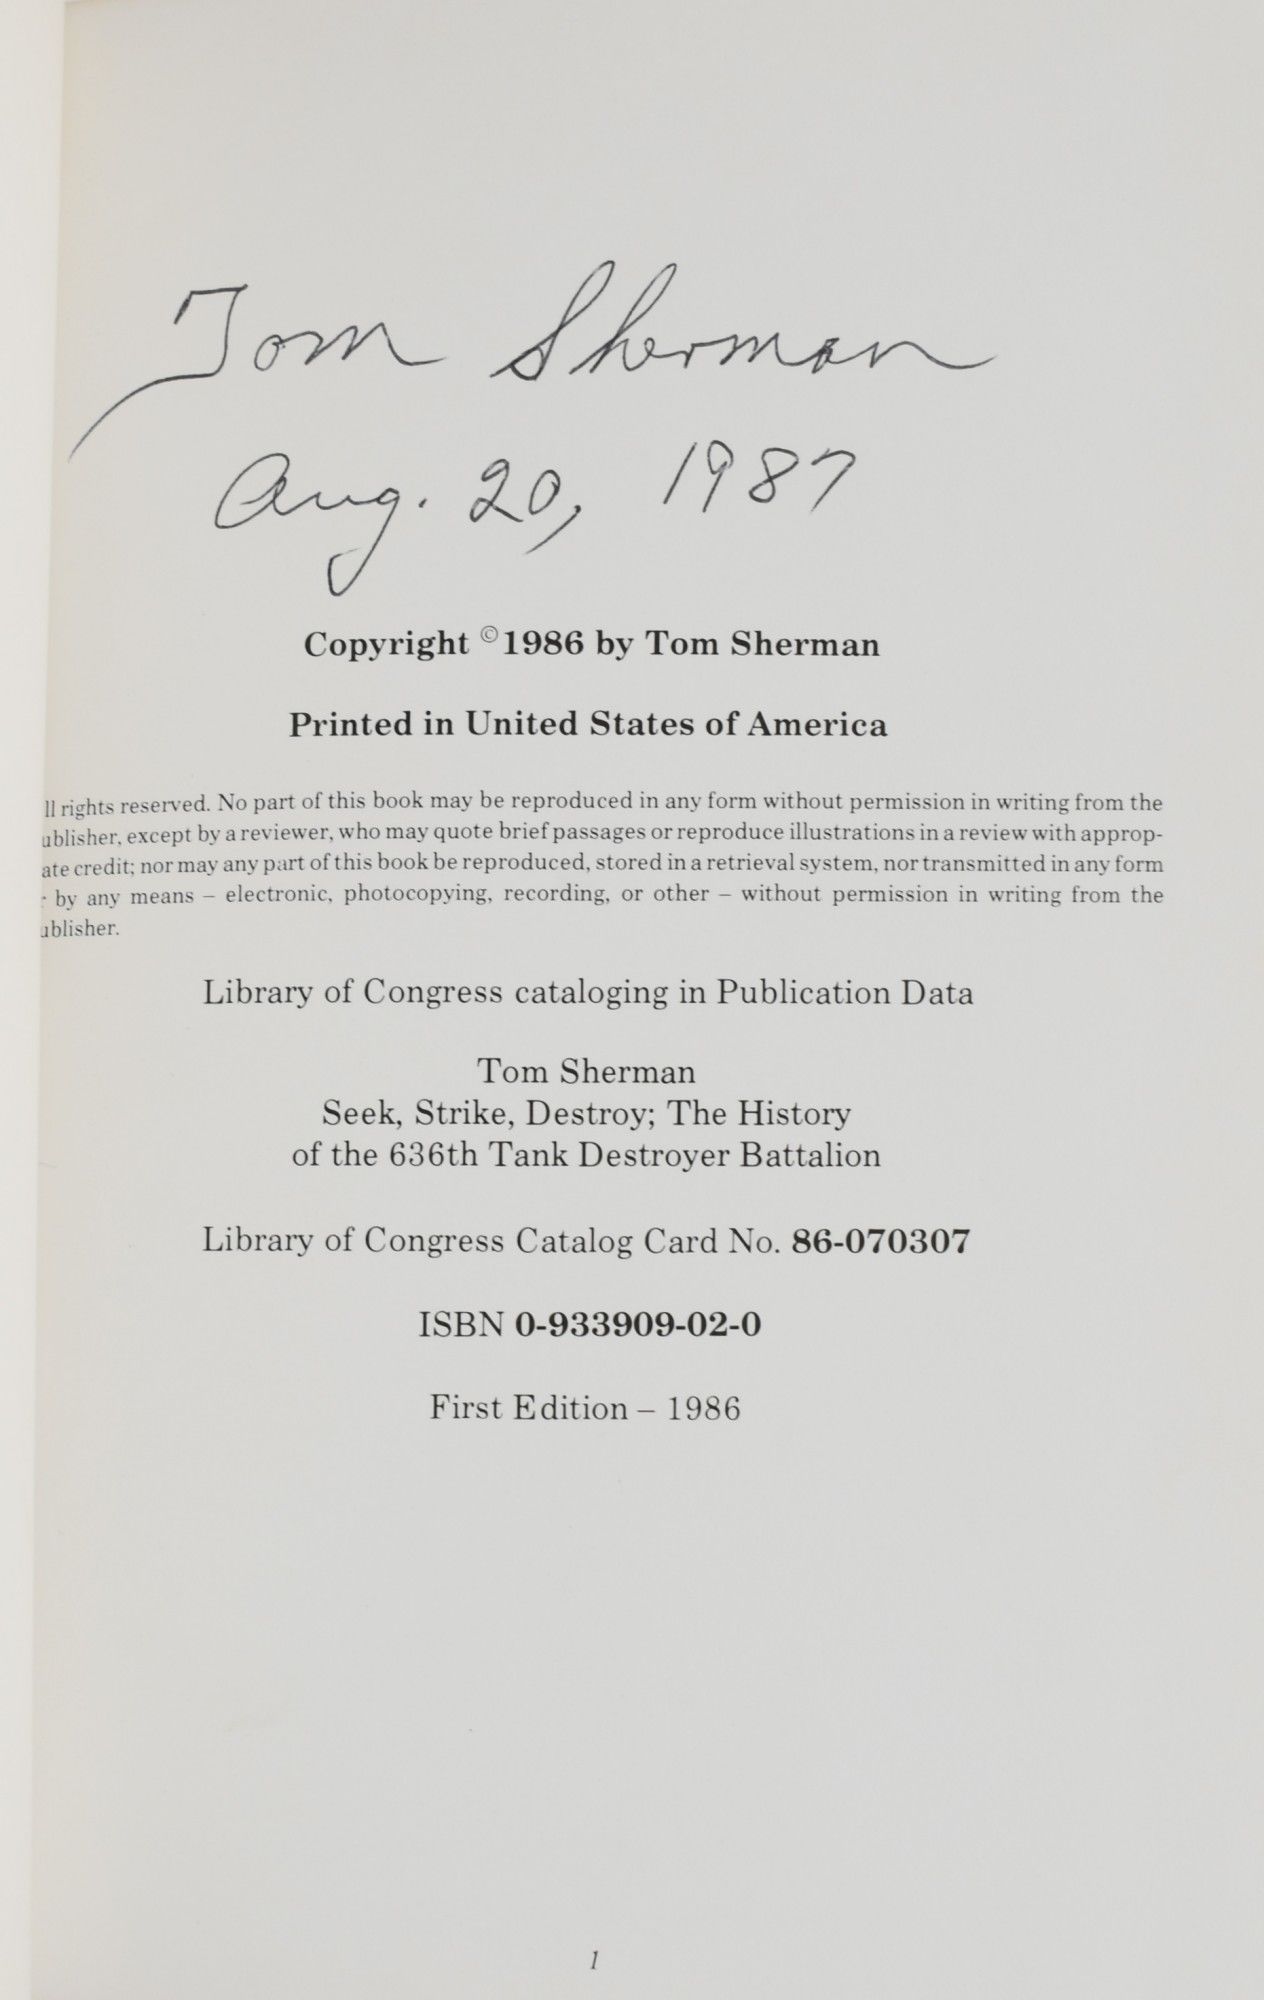 Tom Sherman
Aug. 20, 1987
Copyright ©1986 by Tom Sherman
Printed in United States of America
ll rights reserved. No part of this book may be reproduced in any form without permission in writing from the
ublisher, except by a reviewer, who may quote brief passages or reproduce illustrations in a review with approp-
ate credit; nor may any part of this book be reproduced, stored in a retrieval system, nor transmitted in any form
by any means – electronic, photocopying, recording, or other – without permission in writing from the
ublisher.
Library of Congress cataloging in Publication Data
Tom Sherman
Seek, Strike, Destroy; The History
of the 636th Tank Destroyer Battalion
Library of Congress Catalog Card No. 86-070307
ISBN 0-933909-02-0
First Edition – 1986
1